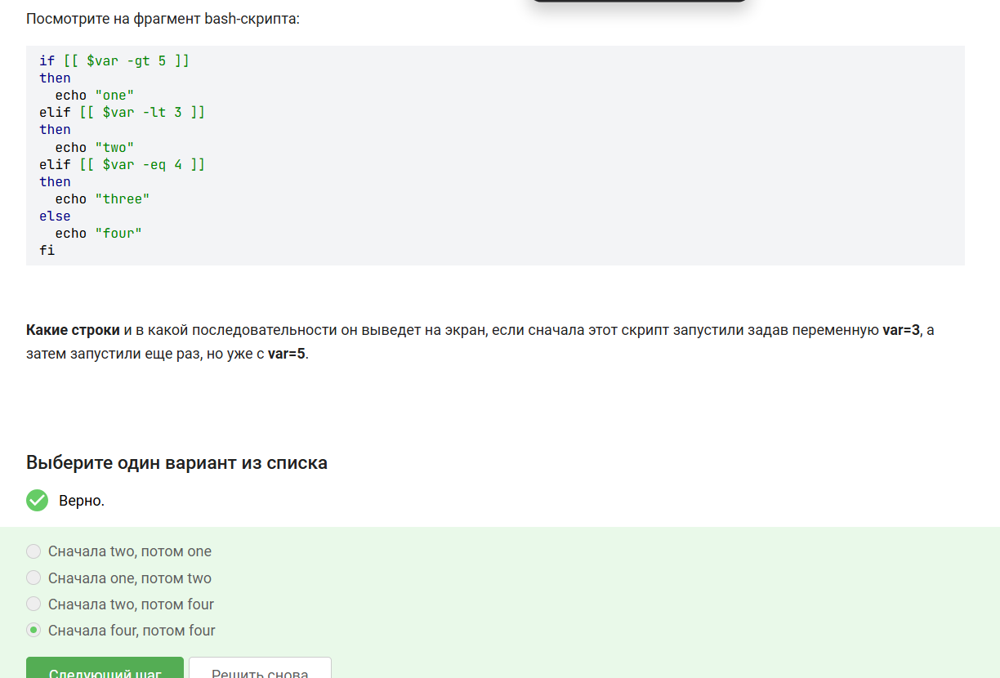 Посмотрите на фрагмент bash-скрипта:
if [[ $var -gt 5 ]]
then
  echo "one"
elif [[ $var -lt 3 ]]
then
  echo "two"
elif [[ $var -eq 4 ]]
then
  echo "three"
else
  echo "four"
fi
Какие строки и в какой последовательности он выведет на экран, если сначала этот скрипт запустили задав переменную var=3, а
затем запустили еще раз, но уже с var=5.
Выберите один вариант из списка
Верно.
Сначала two, потом one
Сначала one, потом two
Сначала two, потом four
Сначала four, потом four
Следующий шаг
Решить снова